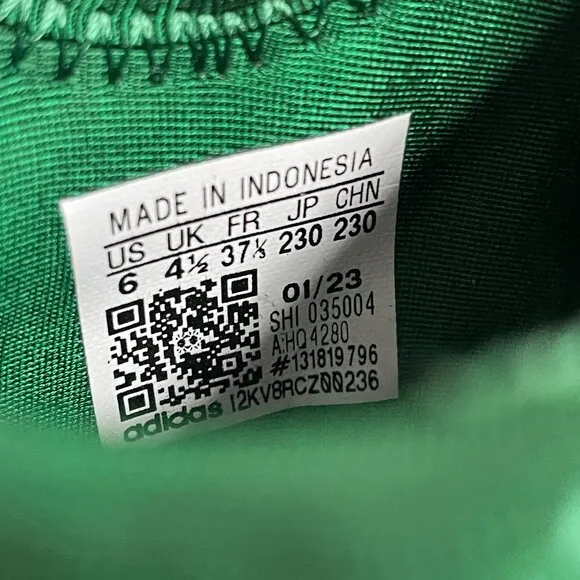 MADE IN INDONESIA
US UK FR JP CHN
6 4½ 37⅓ 230 230
01/23
SHI 035004
A:HQ4280
#131819796
adidas 12KV8RCZ00236